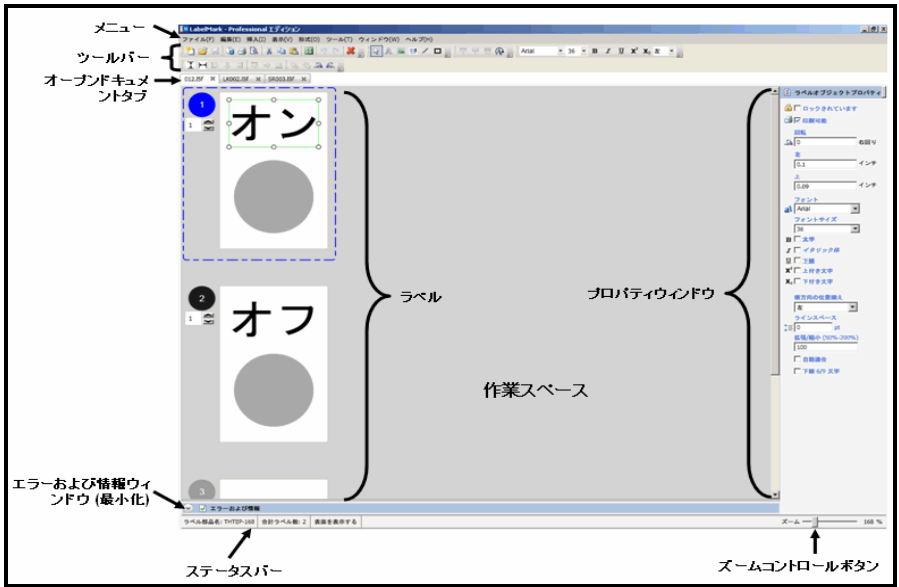 メニュー
LabelMark - Professional エディション
ファイル(F) 編集(E) 挿入(I) 表示(V) 形式(O) ツール(T) ウィンドウ(W) ヘルプ(H)
ツールバー
Arial 36 B I U X² X₂ 左
オープンドキュメ
ントタブ
012.l5f LK002.l5f SR003.l5f
ラベルオブジェクトプロパティ
1
1
オン
ロックされています
印刷可能
回転
0 右回り
左
0.1 インチ
上
0.09 インチ
フォント
Arial
フォントサイズ
36
B 太字
I イタリック体
U 下線
X² 上付き文字
X₂ 下付き文字
横方向の位置揃え
左
ラインスペース
0 pt
拡張/縮小 (50%-200%)
100
自動適合
下線 6/9 文字
ラベル
プロパティウィンドウ
2
1
オフ
作業スペース
3
エラーおよび情報ウィ
ンドウ (最小化)
エラーおよび情報
ラベル部品名: THTEP-168 合計ラベル数: 2 表面を表示する
ズーム 168 %
ステータスバー
ズームコントロールボタン